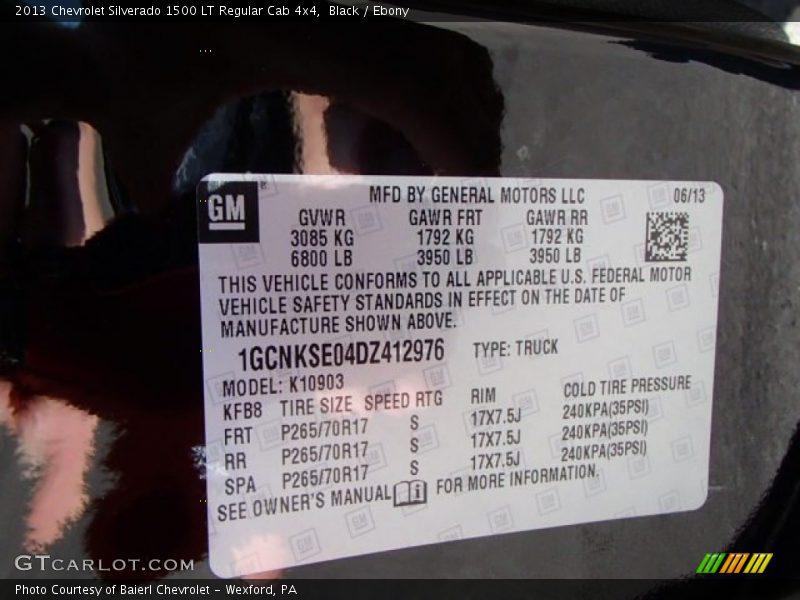 2013 Chevrolet Silverado 1500 LT Regular Cab 4x4, Black / Ebony
GM
MFD BY GENERAL MOTORS LLC 06/13
GVWR GAWR FRT GAWR RR
3085 KG 1792 KG 1792 KG
6800 LB 3950 LB 3950 LB
THIS VEHICLE CONFORMS TO ALL APPLICABLE U.S. FEDERAL MOTOR
VEHICLE SAFETY STANDARDS IN EFFECT ON THE DATE OF
MANUFACTURE SHOWN ABOVE.
1GCNKSE04DZ412976 TYPE: TRUCK
MODEL: K10903
KFB8 TIRE SIZE SPEED RTG RIM COLD TIRE PRESSURE
FRT P265/70R17 S 17X7.5J 240KPA(35PSI)
RR P265/70R17 S 17X7.5J 240KPA(35PSI)
SPA P265/70R17 S 17X7.5J 240KPA(35PSI)
SEE OWNER'S MANUAL FOR MORE INFORMATION.
GTCARLOT.COM
Photo Courtesy of Baierl Chevrolet - Wexford, PA